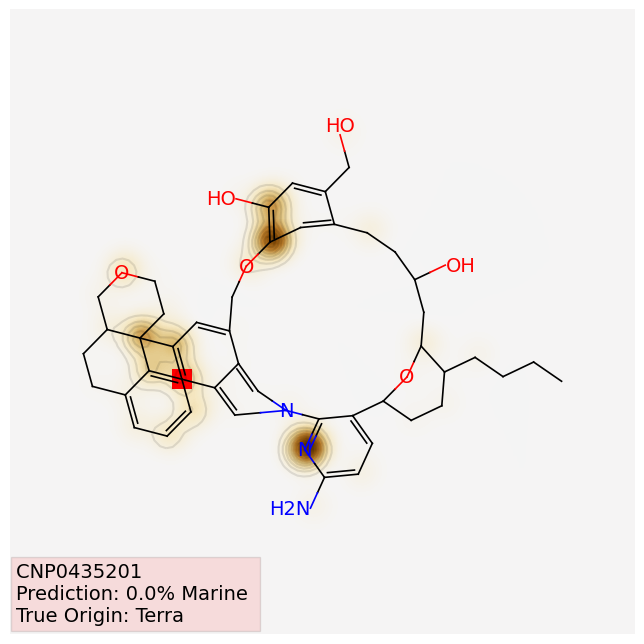 HO
HO
O
OH
O
O
N
N
H2N
CNP0435201
Prediction: 0.0% Marine
True Origin: Terra